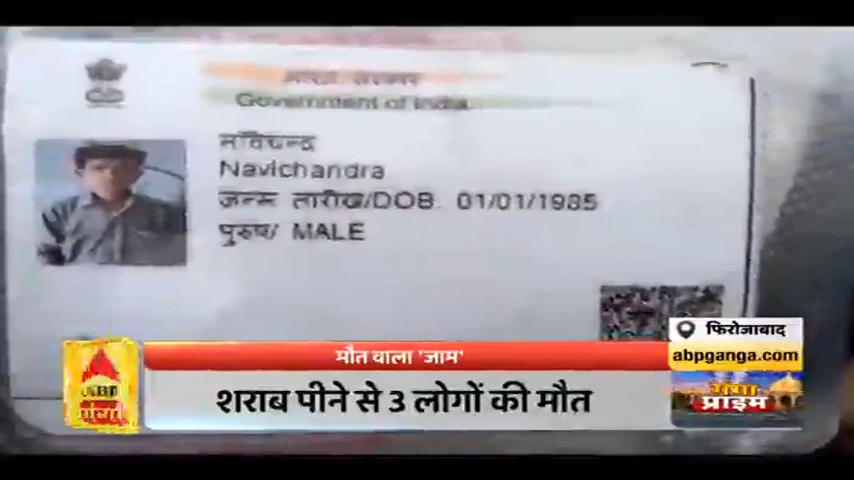 भारत सरकार
Government of India
नविचन्द्र
Navichandra
जन्म तारीख/DOB: 01/01/1985
पुरुष/ MALE
फिरोजाबाद
abpganga.com
गंगा
प्राइम
मौत वाला 'जाम'
शराब पीने से 3 लोगों की मौत
abp
गंगा